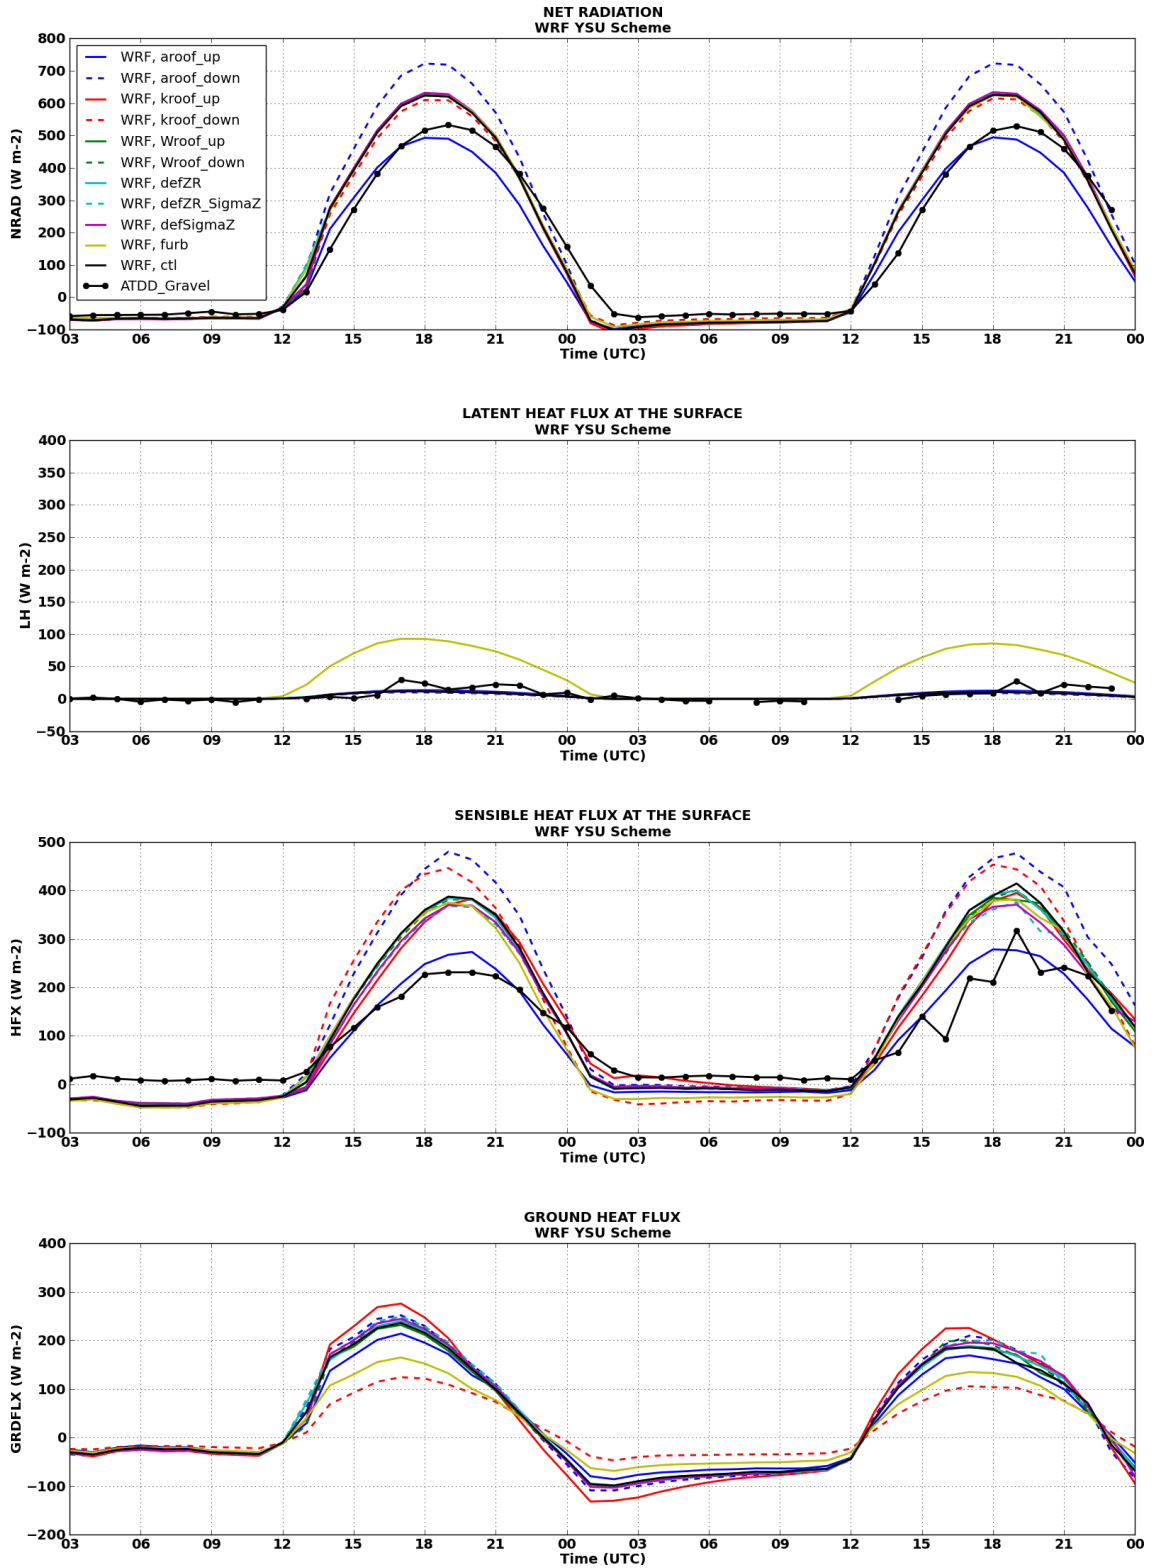 NET RADIATION
WRF YSU Scheme
800
700
600
500
400
300
200
100
0
−100
NRAD (W m-2)
WRF, aroof_up
WRF, aroof_down
WRF, kroof_up
WRF, kroof_down
WRF, Wroof_up
WRF, Wroof_down
WRF, defZR
WRF, defZR_SigmaZ
WRF, defSigmaZ
WRF, furb
WRF, ctl
ATDD_Gravel
03 06 09 12 15 18 21 00 03 06 09 12 15 18 21 00
Time (UTC)
LATENT HEAT FLUX AT THE SURFACE
WRF YSU Scheme
400
350
300
250
200
150
100
50
0
−50
LH (W m-2)
03 06 09 12 15 18 21 00 03 06 09 12 15 18 21 00
Time (UTC)
SENSIBLE HEAT FLUX AT THE SURFACE
WRF YSU Scheme
500
400
300
200
100
0
−100
HFX (W m-2)
03 06 09 12 15 18 21 00 03 06 09 12 15 18 21 00
Time (UTC)
GROUND HEAT FLUX
WRF YSU Scheme
400
300
200
100
0
−100
−200
GRDFLX (W m-2)
03 06 09 12 15 18 21 00 03 06 09 12 15 18 21 00
Time (UTC)